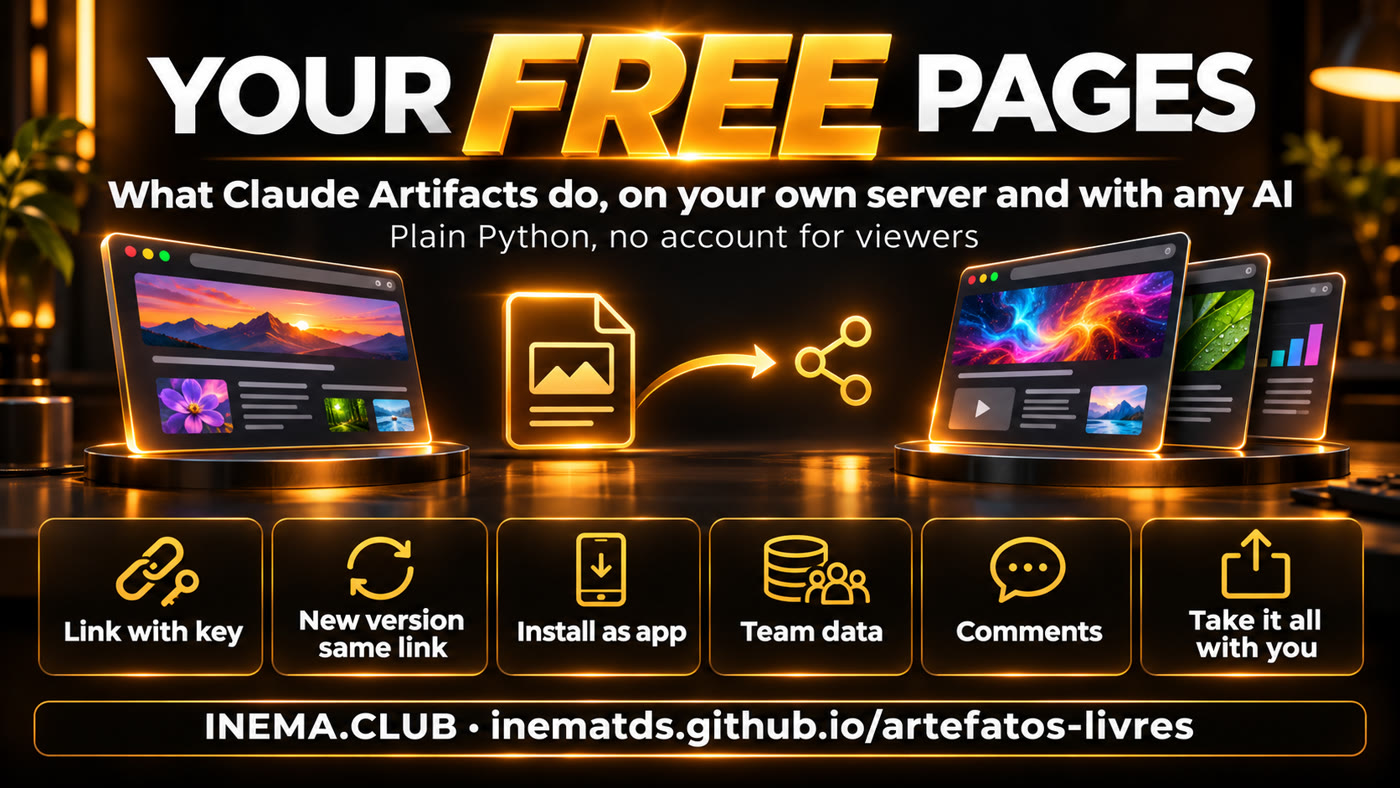 YOUR FREE PAGES
What Claude Artifacts do, on your own server and with any AI
Plain Python, no account for viewers
Link with key
New version
same link
Install as app
Team data
Comments
Take it all
with you
INEMA.CLUB • inematds.github.io/artefatos-livres